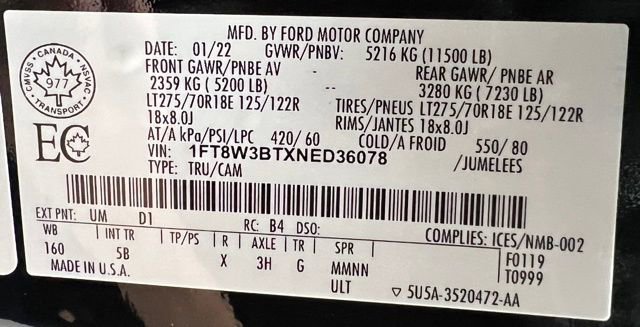 MFD. BY FORD MOTOR COMPANY
CMVSS • CANADA • NSVAC
977
TRANSPORT
DATE: 01/22 GVWR/PNBV: 5216 KG (11500 LB)
FRONT GAWR/PNBE AV REAR GAWR/ PNBE AR
2359 KG ( 5200 LB) -- 3280 KG ( 7230 LB)
LT275/70R18E 125/122R TIRES/PNEUS LT275/70R18E 125/122R
18x8.0J RIMS/JANTES 18x8.0J
EC AT/A kPa/PSI/LPC 420/ 60 COLD/A FROID 550/ 80
VIN: 1FT8W3BTXNED36078 /JUMELEES
TYPE: TRU/CAM
EXT PNT: UM D1 RC: B4 DSO: COMPLIES: ICES/NMB-002
WB INT TR TP/PS R AXLE TR SPR F0119
160 5B X 3H G MMNN T0999
MADE IN U.S.A. ULT ▽ 5U5A-3520472-AA